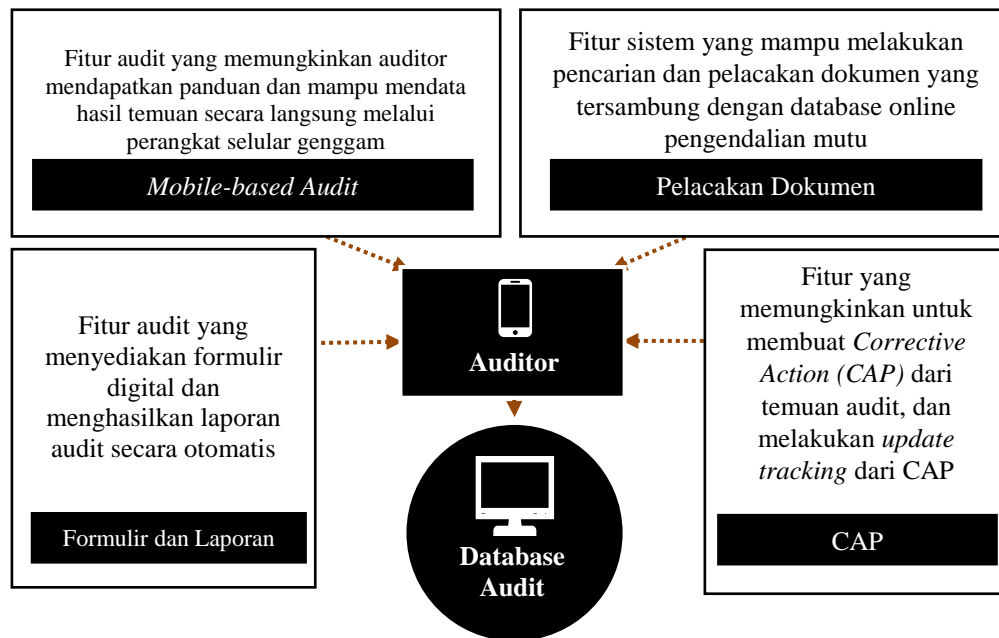 Fitur audit yang memungkinkan auditor
mendapatkan panduan dan mampu mendata
hasil temuan secara langsung melalui
perangkat selular genggam
Mobile-based Audit
Fitur sistem yang mampu melakukan
pencarian dan pelacakan dokumen yang
tersambung dengan database online
pengendalian mutu
Pelacakan Dokumen
Fitur audit yang
menyediakan formulir
digital dan
menghasilkan laporan
audit secara otomatis
Formulir dan Laporan
Auditor
Database
Audit
Fitur yang
memungkinkan untuk
membuat Corrective
Action (CAP) dari
temuan audit, dan
melakukan update
tracking dari CAP
CAP